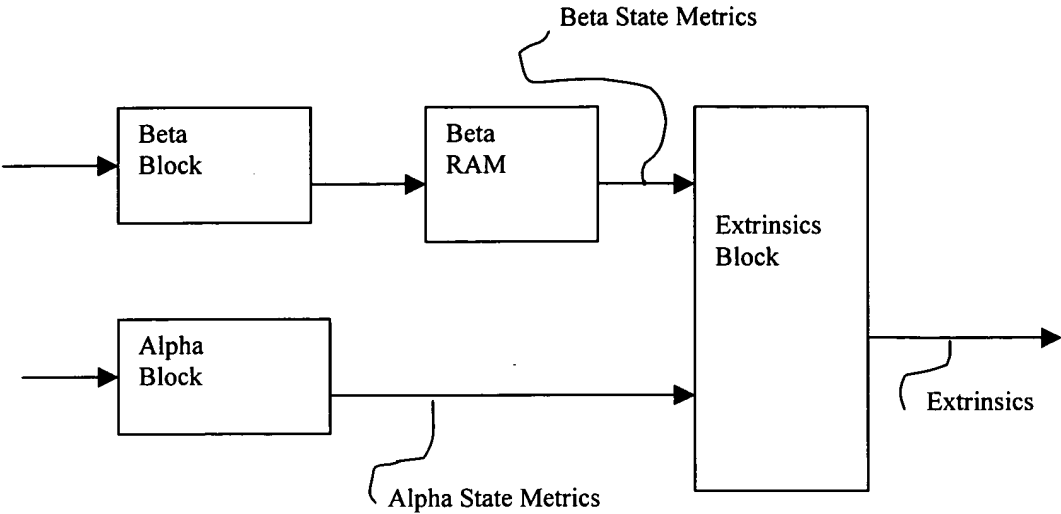 Beta State Metrics
Beta
Block
Beta
RAM
Extrinsics
Block
Alpha
Block
Extrinsics
Alpha State Metrics